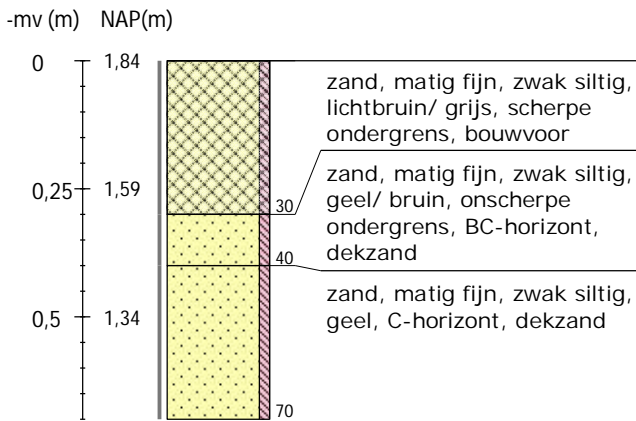 -mv (m) NAP(m)
0 1,84
zand, matig fijn, zwak siltig,
lichtbruin/ grijs, scherpe
ondergrens, bouwvoor
zand, matig fijn, zwak siltig,
0,25 1,59
geel/ bruin, onscherpe
30
ondergrens, BC-horizont,
dekzand
40
zand, matig fijn, zwak siltig,
0,5 1,34
geel, C-horizont, dekzand
70